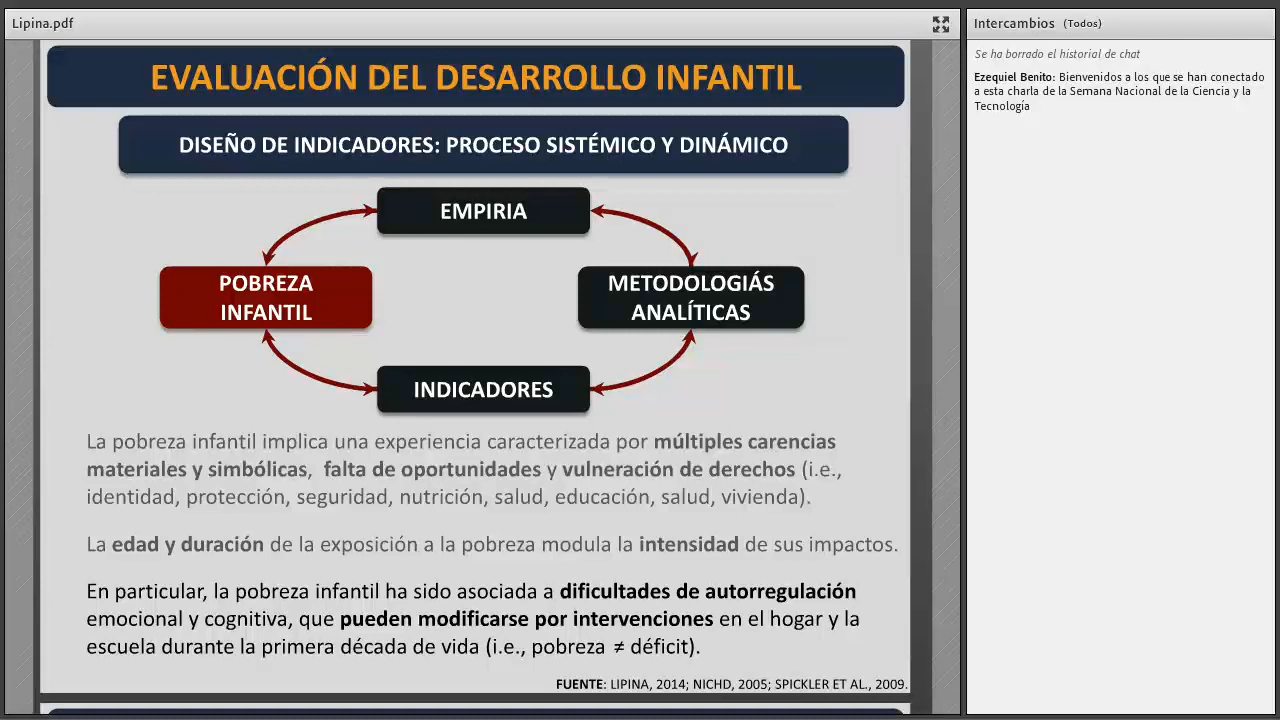 Lipina.pdf
EVALUACIÓN DEL DESARROLLO INFANTIL
DISEÑO DE INDICADORES: PROCESO SISTÉMICO Y DINÁMICO
EMPIRIA
POBREZA
INFANTIL
METODOLOGIÁS
ANALÍTICAS
INDICADORES
La pobreza infantil implica una experiencia caracterizada por múltiples carencias
materiales y simbólicas, falta de oportunidades y vulneración de derechos (i.e.,
identidad, protección, seguridad, nutrición, salud, educación, salud, vivienda).
La edad y duración de la exposición a la pobreza modula la intensidad de sus impactos.
En particular, la pobreza infantil ha sido asociada a dificultades de autorregulación
emocional y cognitiva, que pueden modificarse por intervenciones en el hogar y la
escuela durante la primera década de vida (i.e., pobreza ≠ déficit).
FUENTE: LIPINA, 2014; NICHD, 2005; SPICKLER ET AL., 2009.
Intercambios (Todos)
Se ha borrado el historial de chat
Ezequiel Benito: Bienvenidos a los que se han conectado
a esta charla de la Semana Nacional de la Ciencia y la
Tecnología